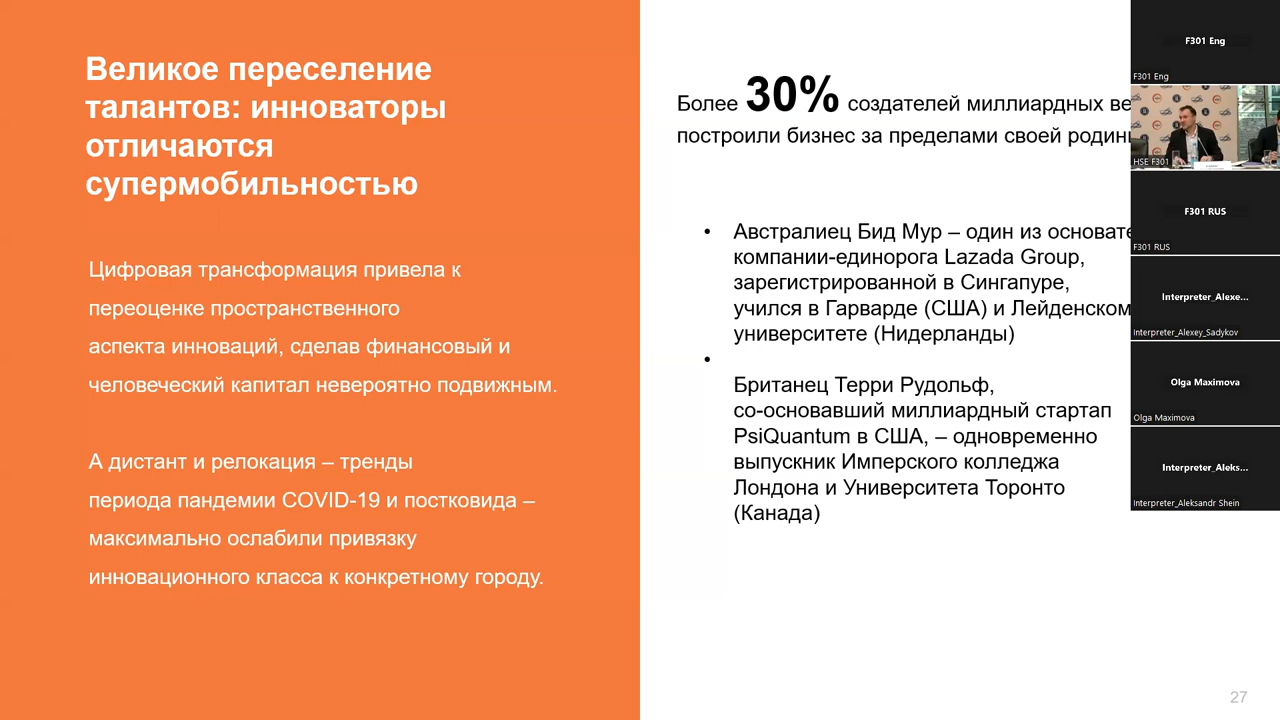 Великое переселение
талантов: инноваторы
отличаются
супермобильностью
Цифровая трансформация привела к
переоценке пространственного
аспекта инноваций, сделав финансовый и
человеческий капитал невероятно подвижным.
А дистант и релокация – тренды
периода пандемии COVID-19 и постковида –
максимально ослабили привязку
инновационного класса к конкретному городу.
Более 30% создателей миллиардных ве
построили бизнес за пределами своей родин
• Австралиец Бид Мур – один из основате
компании-единорога Lazada Group,
зарегистрированной в Сингапуре,
учился в Гарварде (США) и Лейденском
университете (Нидерланды)
•
Британец Терри Рудольф,
со-основавший миллиардный стартап
PsiQuantum в США, – одновременно
выпускник Имперского колледжа
Лондона и Университета Торонто
(Канада)
27
F301 Eng
F301 Eng
HSE F301
F301 RUS
F301 RUS
Interpreter_Alexe...
Interpreter_Alexey_Sadykov
Olga Maximova
Olga Maximova
Interpreter_Aleks...
Interpreter_Aleksandr Shein